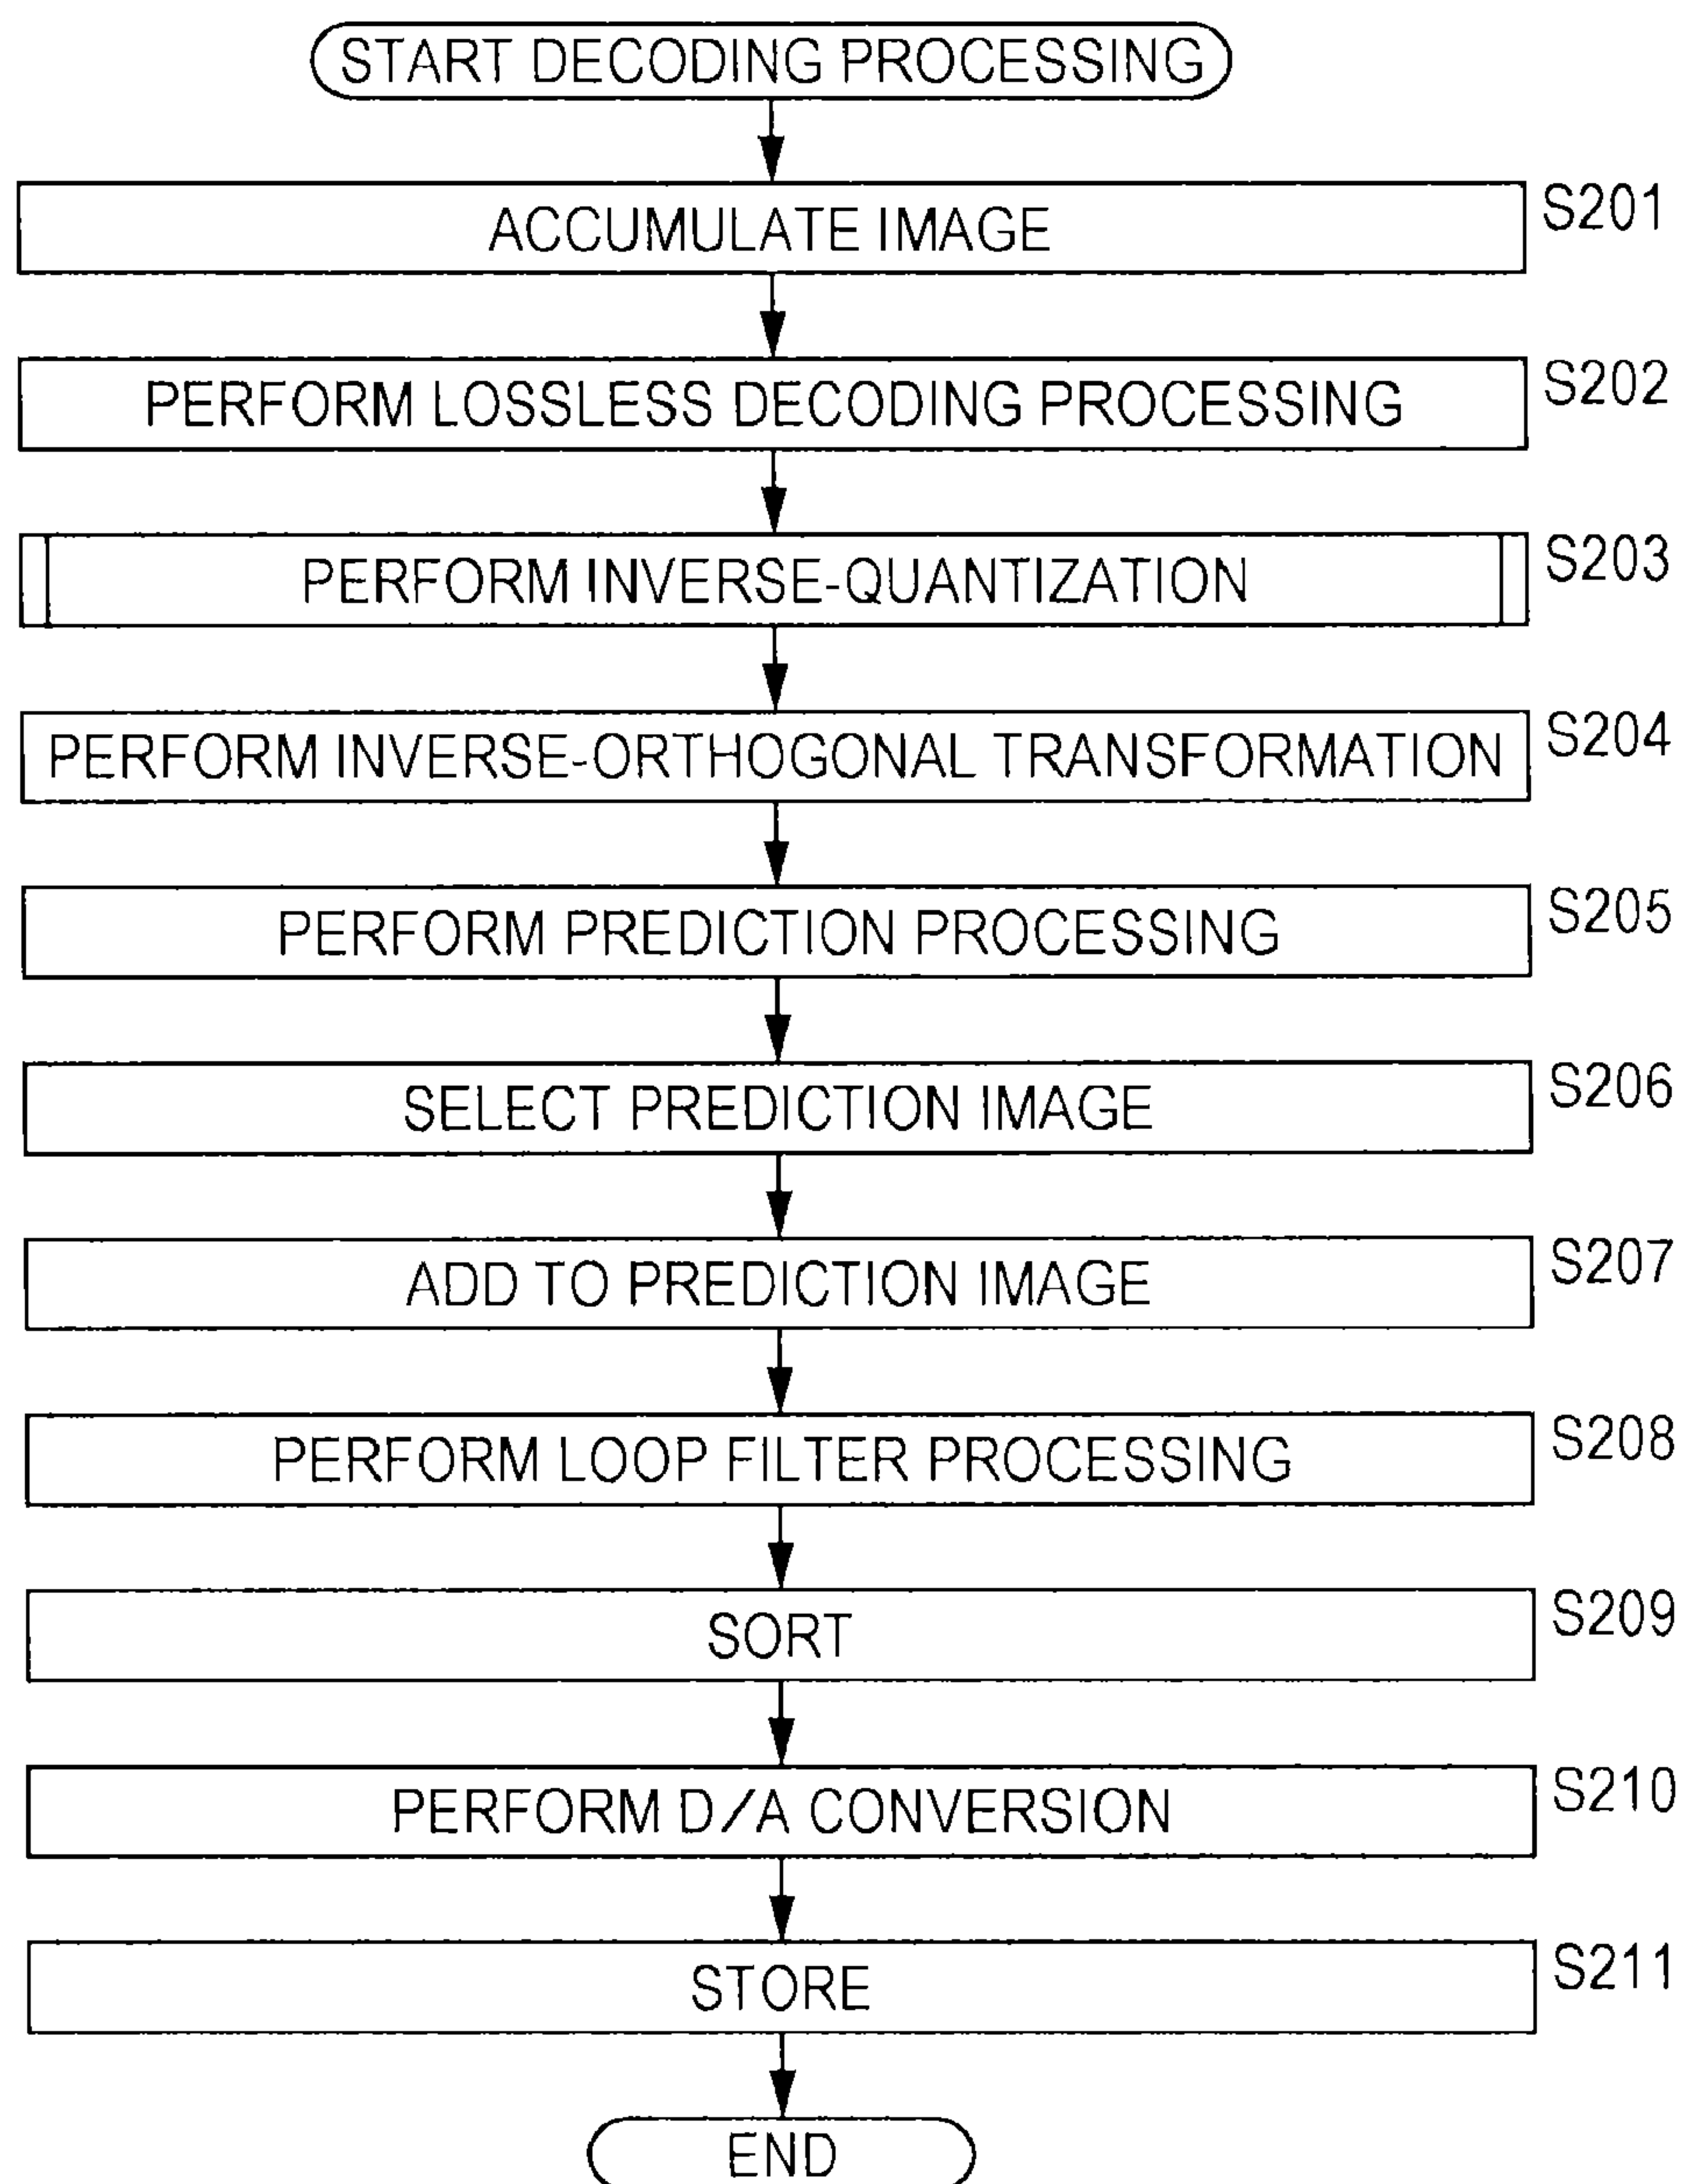 START DECODING PROCESSING
ACCUMULATE IMAGE S201
PERFORM LOSSLESS DECODING PROCESSING S202
PERFORM INVERSE-QUANTIZATION S203
PERFORM INVERSE-ORTHOGONAL TRANSFORMATION S204
PERFORM PREDICTION PROCESSING S205
SELECT PREDICTION IMAGE S206
ADD TO PREDICTION IMAGE S207
PERFORM LOOP FILTER PROCESSING S208
SORT S209
PERFORM D/A CONVERSION S210
STORE S211
END